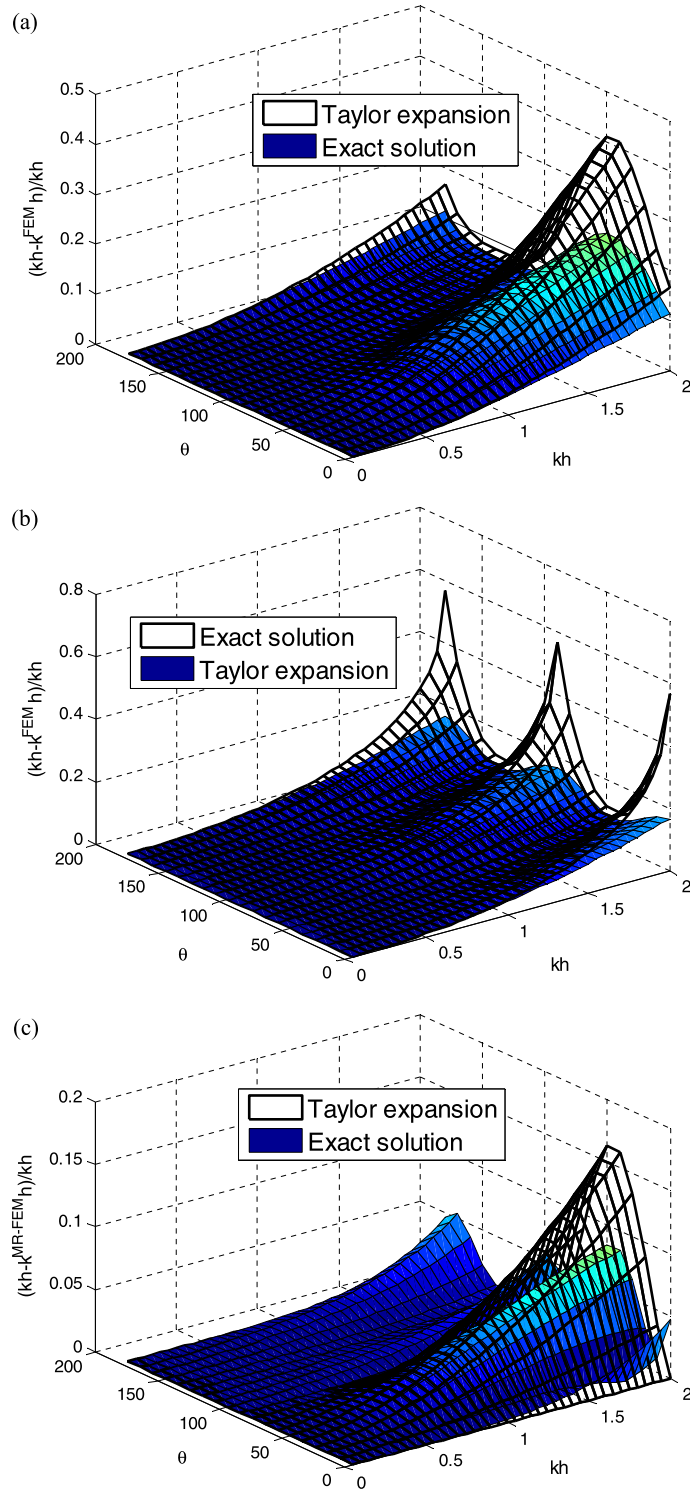 (a)
0.5
0.4
0.3
0.2
0.1
0
(kh-k^FEM h)/kh
Taylor expansion
Exact solution
200
150
100
50
0
θ
0
0.5
1
1.5
2
kh
(b)
0.8
0.6
0.4
0.2
0
(kh-k^FEM h)/kh
Exact solution
Taylor expansion
200
150
100
50
0
θ
0
0.5
1
1.5
2
kh
(c)
0.2
0.15
0.1
0.05
0
(kh-k^MR-FEM h)/kh
Taylor expansion
Exact solution
200
150
100
50
0
θ
0
0.5
1
1.5
2
kh